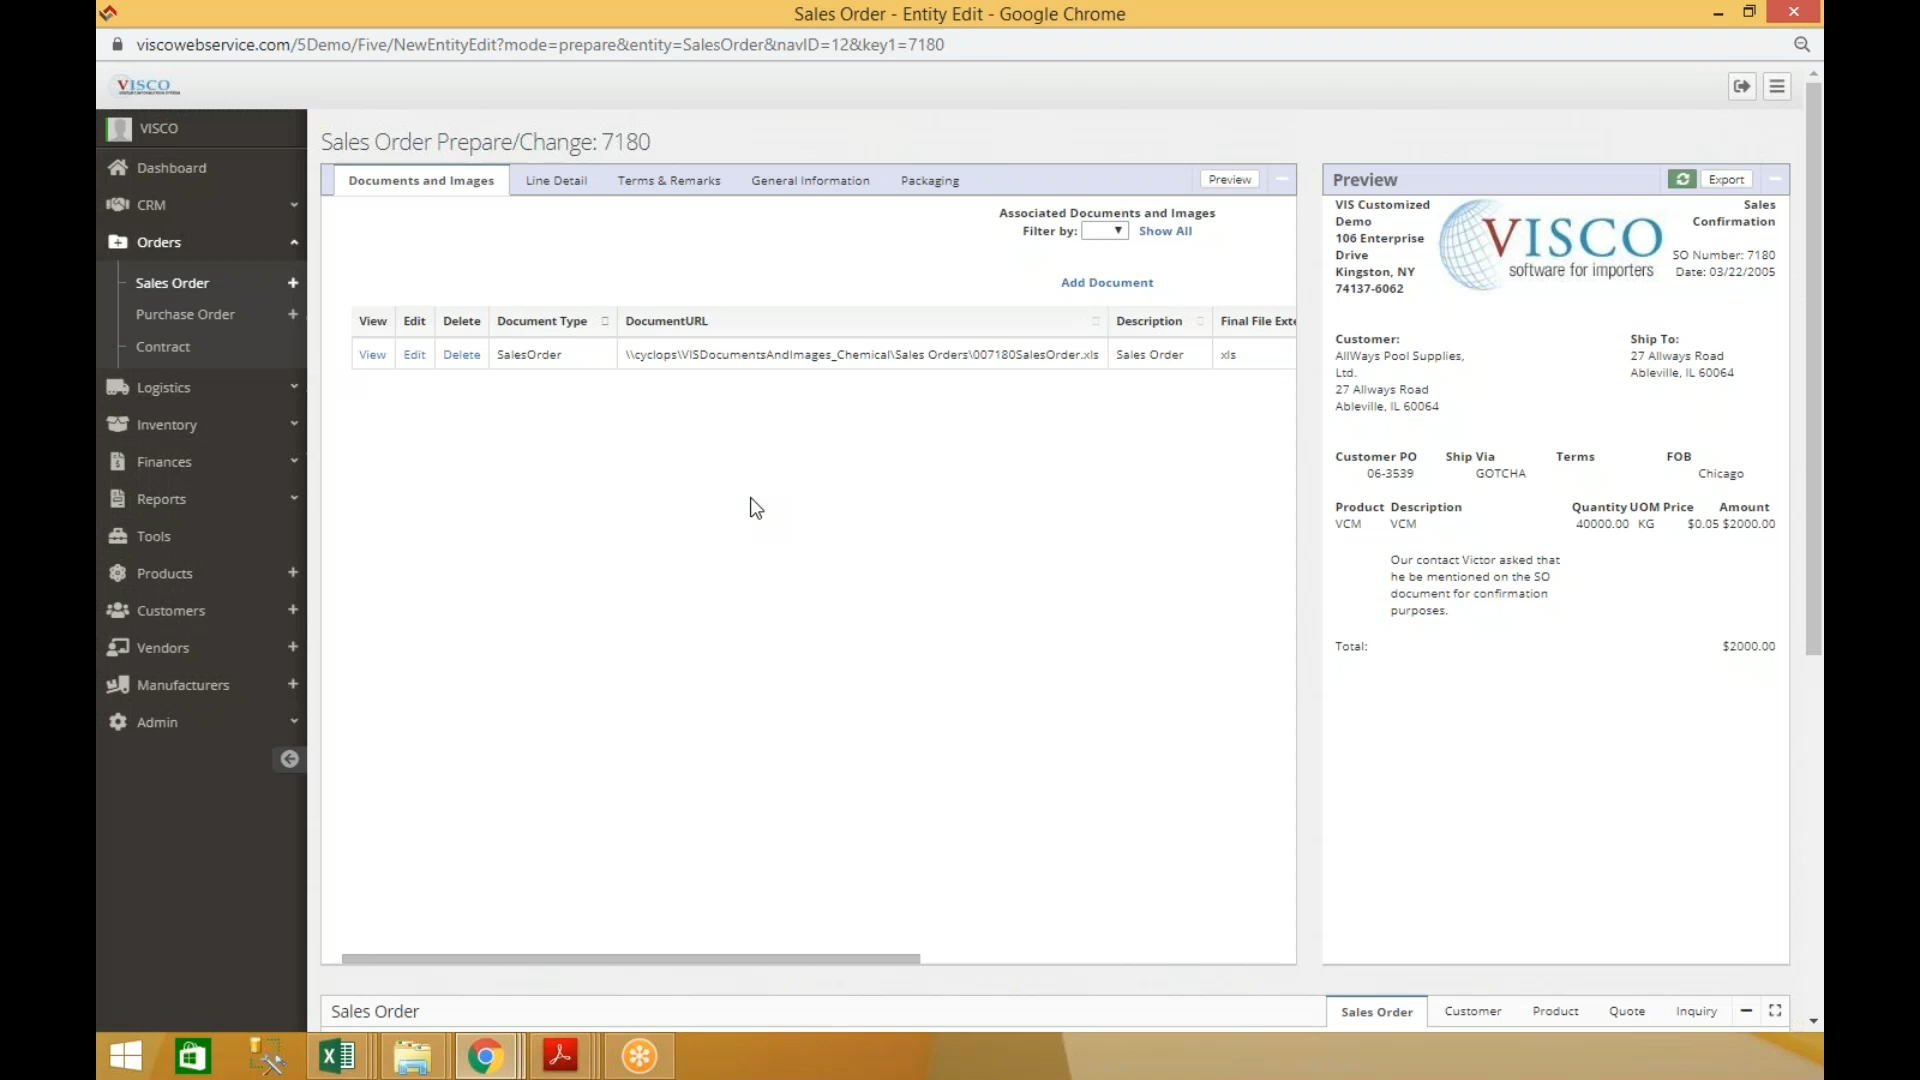 Sales Order - Entity Edit - Google Chrome
viscowebservice.com/5Demo/Five/NewEntityEdit?mode=prepare&entity=SalesOrder&navID=12&key1=7180
VISCO
VISCO
Dashboard
CRM
Orders
Sales Order
Purchase Order
Contract
Logistics
Inventory
Finances
Reports
Tools
Products
Customers
Vendors
Manufacturers
Admin
Sales Order Prepare/Change: 7180
Documents and Images Line Detail Terms & Remarks General Information Packaging Preview
Associated Documents and Images
Filter by: Show All
Add Document
View Edit Delete Document Type DocumentURL Description Final File Exte
View Edit Delete SalesOrder \\cyclops\VISDocumentsAndImages_Chemical\Sales Orders\007180SalesOrder.xls Sales Order xls
Preview Export
VIS Customized
Demo
106 Enterprise
Drive
Kingston, NY
74137-6062
VISCO
software for importers
Sales
Confirmation
SO Number: 7180
Date: 03/22/2005
Customer:
AllWays Pool Supplies,
Ltd.
27 Allways Road
Ableville, IL 60064
Ship To:
27 Allways Road
Ableville, IL 60064
Customer PO Ship Via Terms FOB
06-3539 GOTCHA Chicago
Product Description Quantity UOM Price Amount
VCM VCM 40000.00 KG $0.05 $2000.00
Our contact Victor asked that
he be mentioned on the SO
document for confirmation
purposes.
Total: $2000.00
Sales Order
Sales Order Customer Product Quote Inquiry